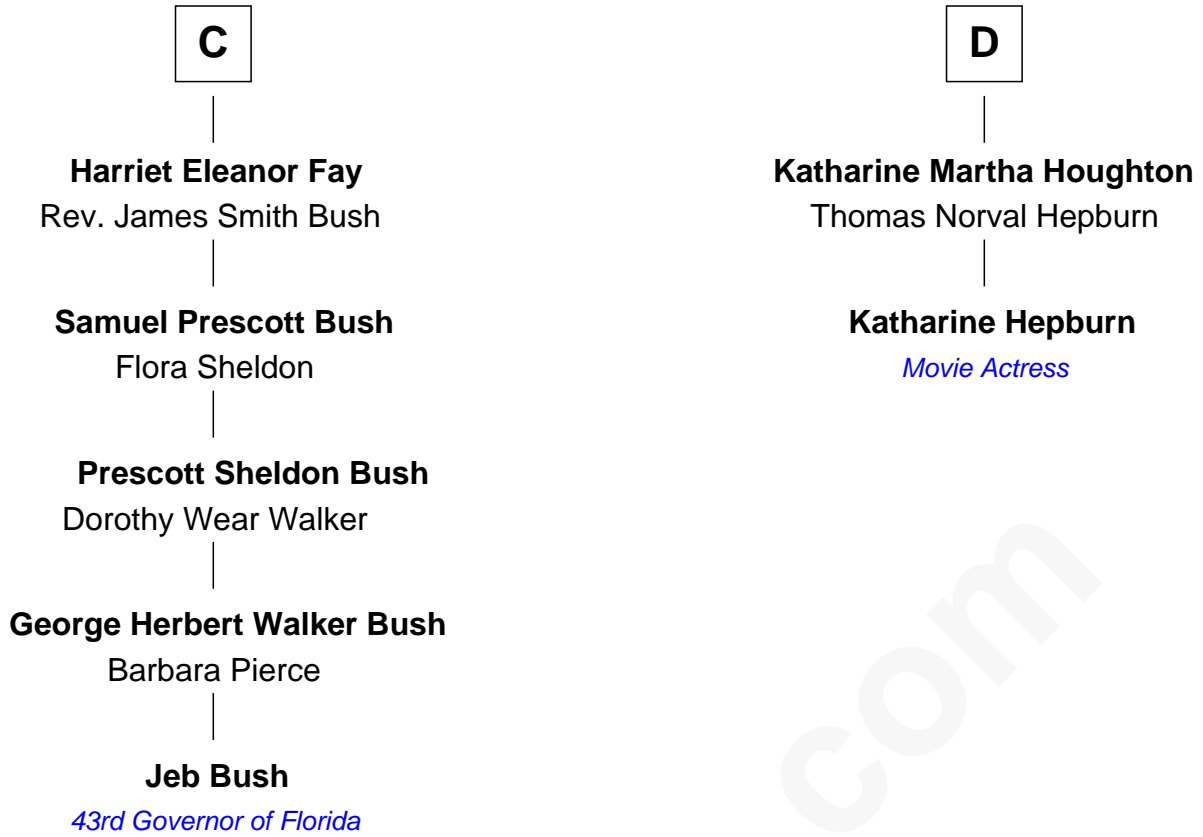 C
Harriet Eleanor Fay
Rev. James Smith Bush
Samuel Prescott Bush
Flora Sheldon
Prescott Sheldon Bush
Dorothy Wear Walker
George Herbert Walker Bush
Barbara Pierce
Jeb Bush
43rd Governor of Florida
D
Katharine Martha Houghton
Thomas Norval Hepburn
Katharine Hepburn
Movie Actress
com